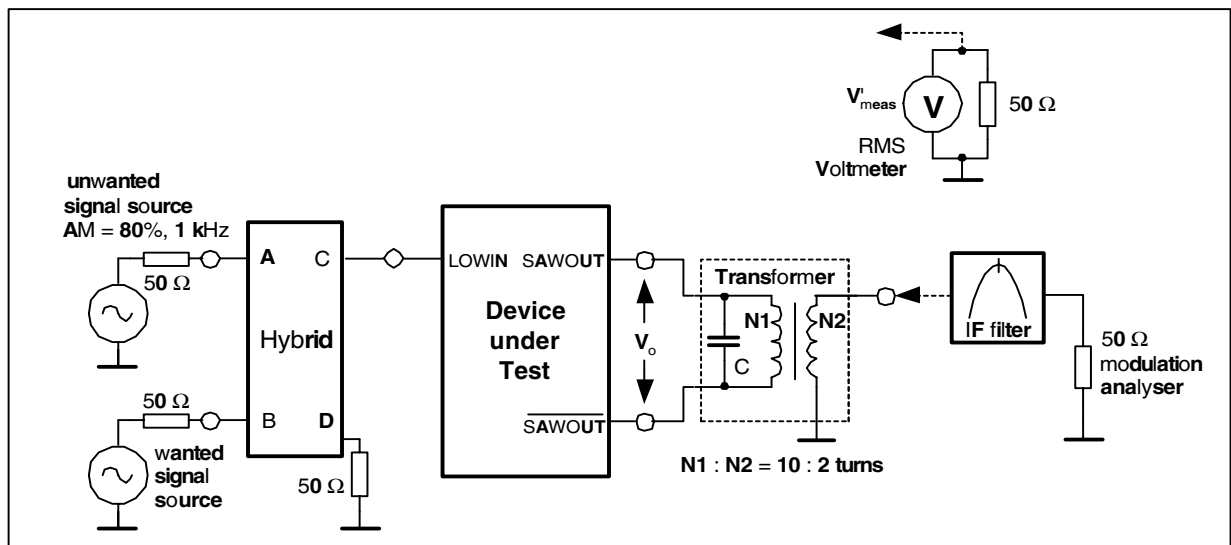 V'meas
V
50 Ω
RMS
Voltmeter
unwanted
signal source
AM = 80%, 1 kHz
50 Ω
A
C
Hybrid
50 Ω
B
D
wanted
signal
source
50 Ω
LOWIN
SAWOUT
Device
under
Test
SAWOUT
Vo
Transformer
N1
N2
C
N1 : N2 = 10 : 2 turns
IF filter
50 Ω
modulation
analyser